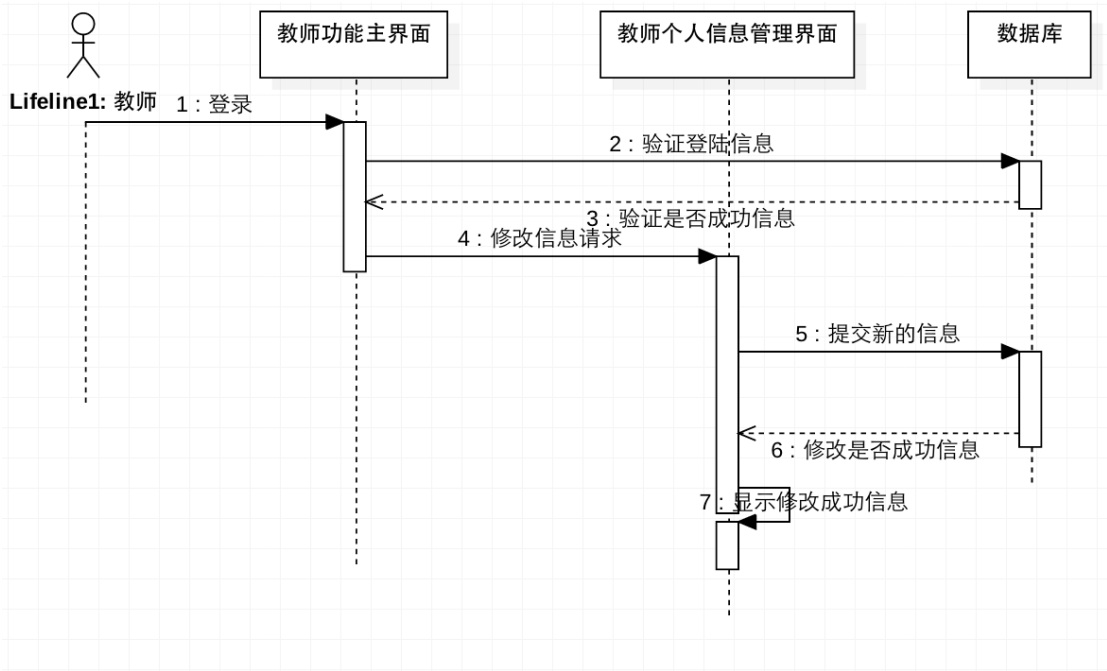 教师功能主界面
教师个人信息管理界面
数据库
Lifeline1: 教师
1 : 登录
2 : 验证登陆信息
3 : 验证是否成功信息
4 : 修改信息请求
5 : 提交新的信息
6 : 修改是否成功信息
7 : 显示修改成功信息